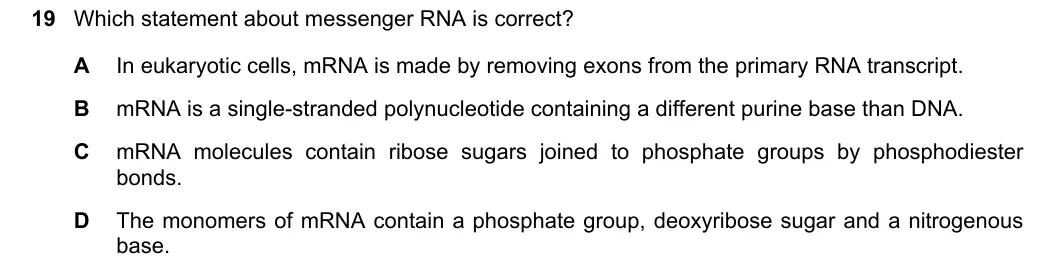 19 Which statement about messenger RNA is correct?
A In eukaryotic cells, mRNA is made by removing exons from the primary RNA transcript.
B mRNA is a single-stranded polynucleotide containing a different purine base than DNA.
C mRNA molecules contain ribose sugars joined to phosphate groups by phosphodiester
bonds.
D The monomers of mRNA contain a phosphate group, deoxyribose sugar and a nitrogenous
base.